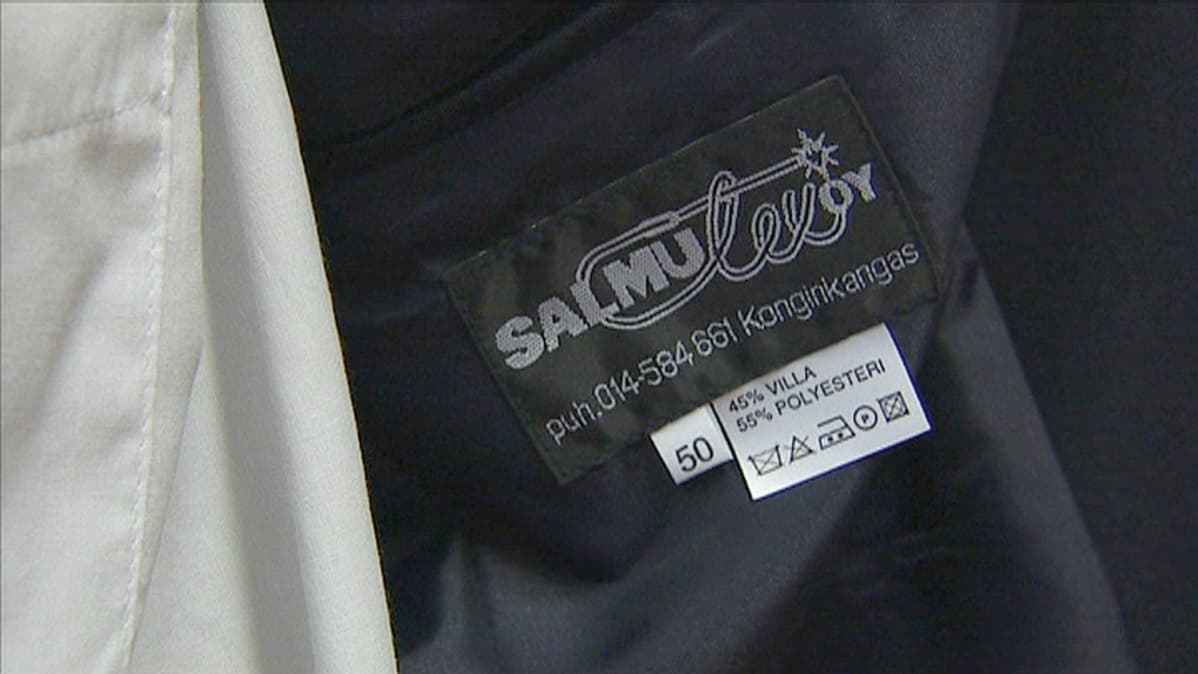 SALMUtex OY
puh.014-584 661 Konginkangas
50
45% VILLA
55% POLYESTERI
P